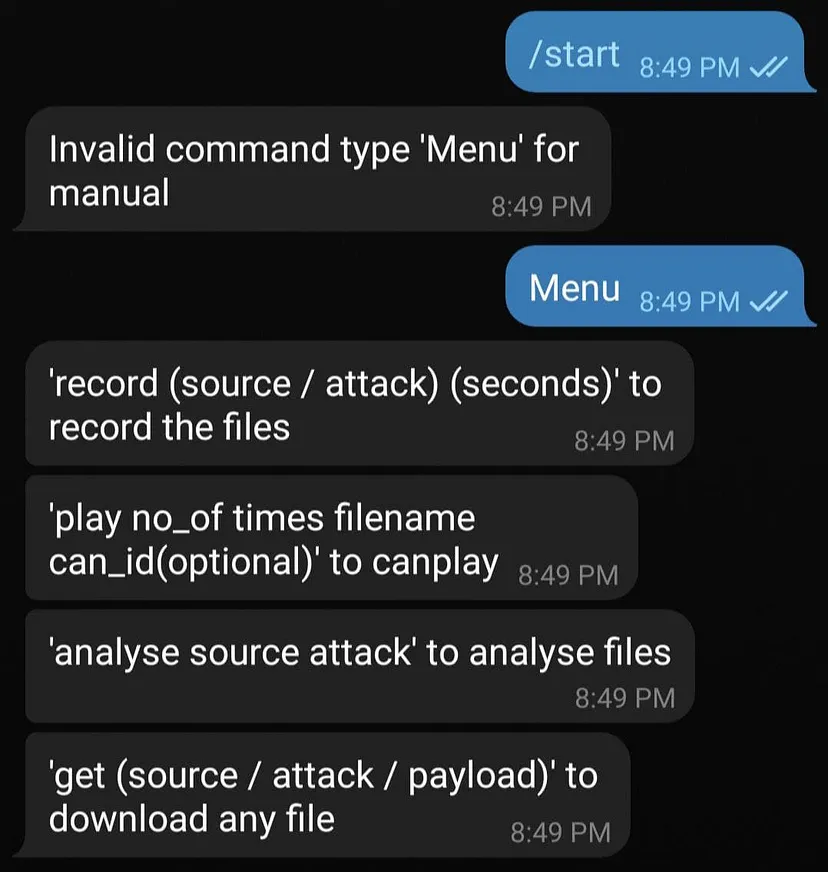 /start 8:49 PM
Invalid command type 'Menu' for
manual
8:49 PM
Menu 8:49 PM
'record (source / attack) (seconds)' to
record the files
8:49 PM
'play no_of times filename
can_id(optional)' to canplay 8:49 PM
'analyse source attack' to analyse files
8:49 PM
'get (source / attack / payload)' to
download any file
8:49 PM